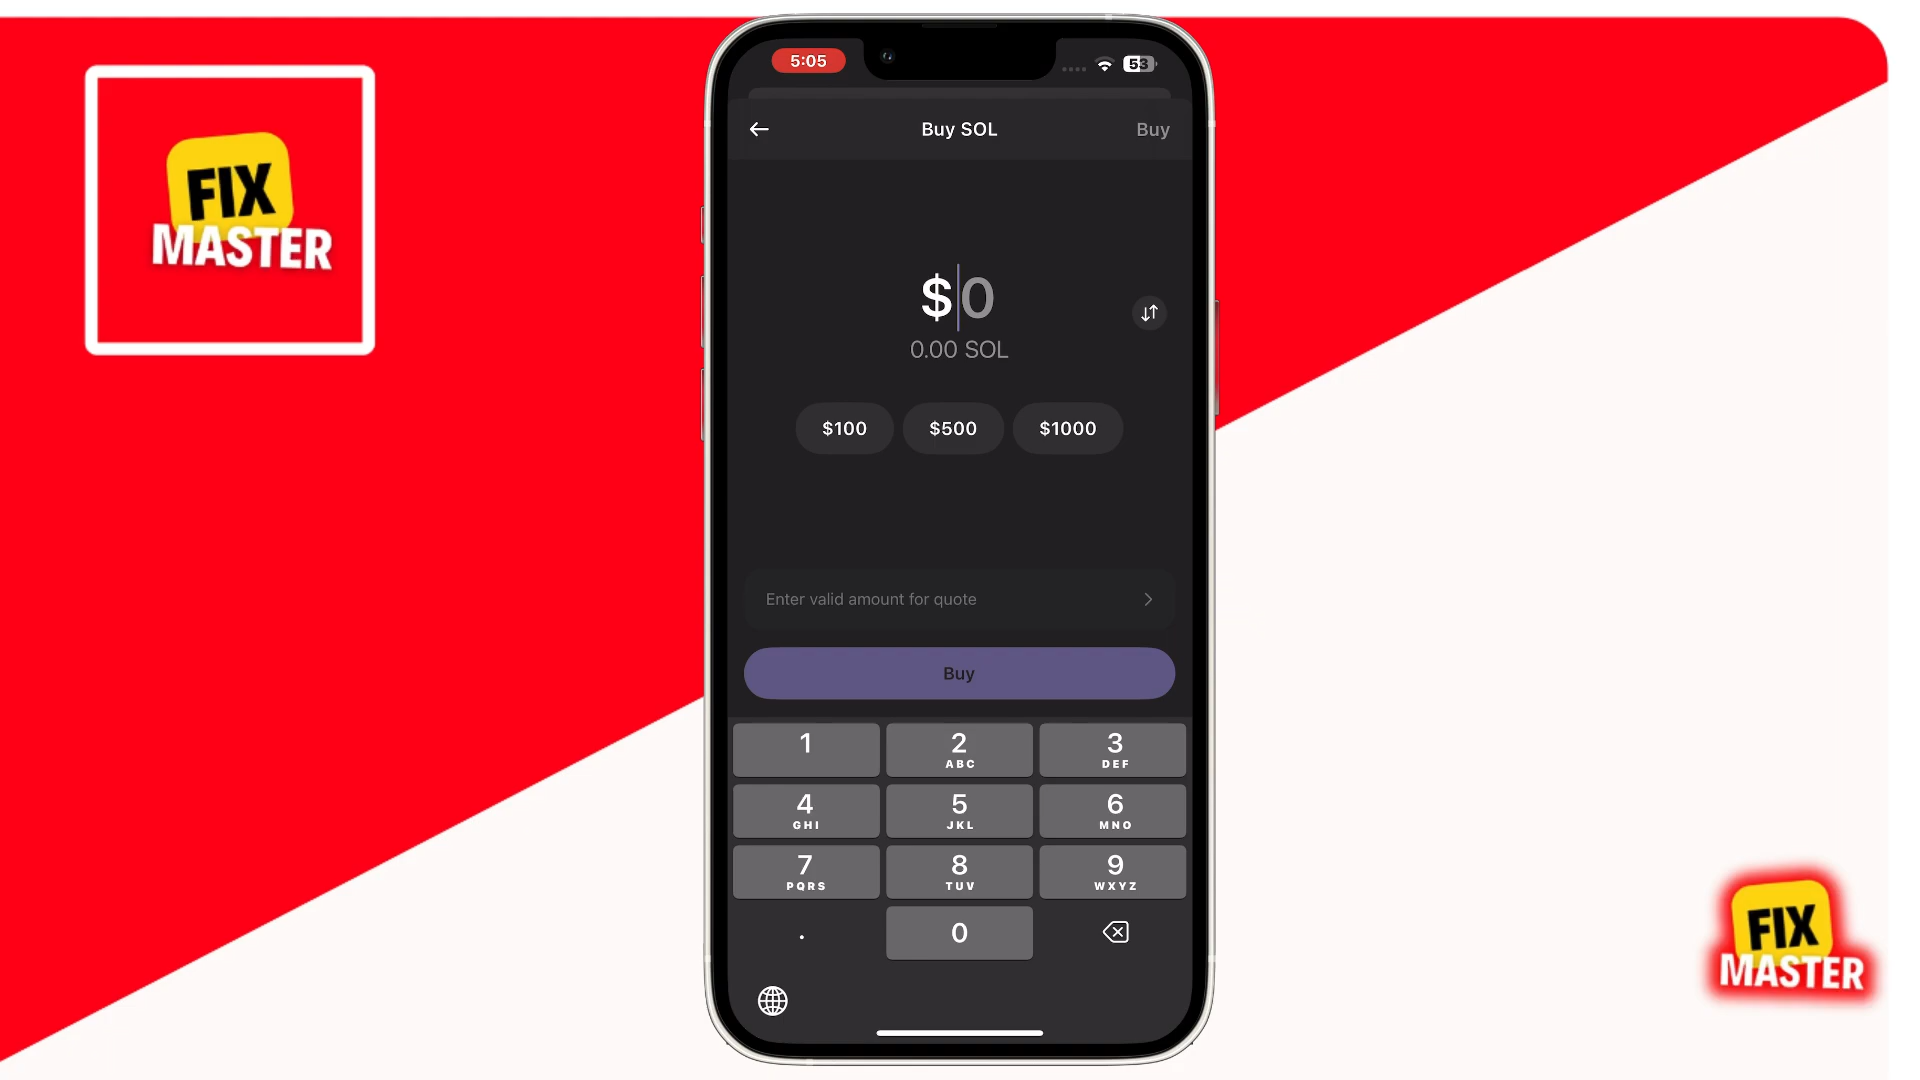 FIX
MASTER
5:05
53
Buy SOL
Buy
$0
0.00 SOL
$100
$500
$1000
Enter valid amount for quote
Buy
1
2
ABC
3
DEF
4
GHI
5
JKL
6
MNO
7
PQRS
8
TUV
9
WXYZ
.
0
FIX
MASTER